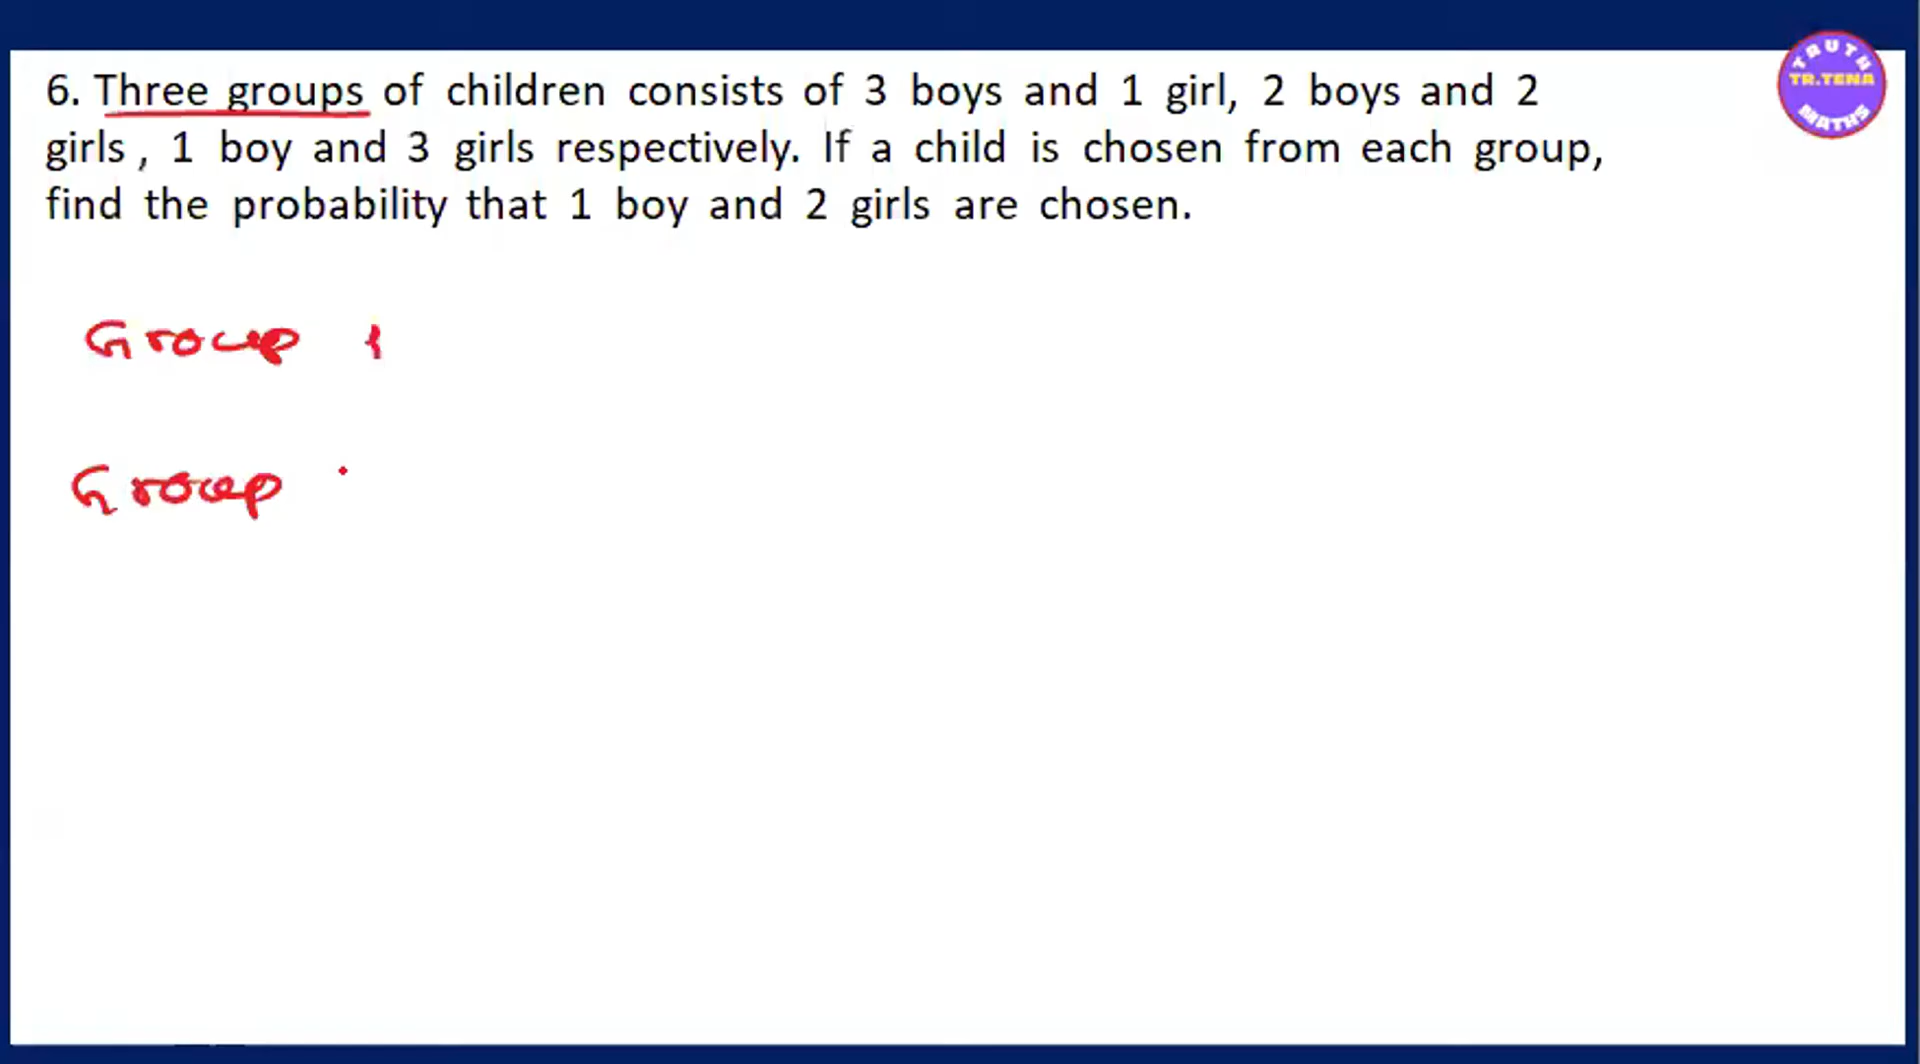 6. Three groups of children consists of 3 boys and 1 girl, 2 boys and 2
girls , 1 boy and 3 girls respectively. If a child is chosen from each group,
find the probability that 1 boy and 2 girls are chosen.
TRUTH
TR.TENA
MATHS
Group 1
Group